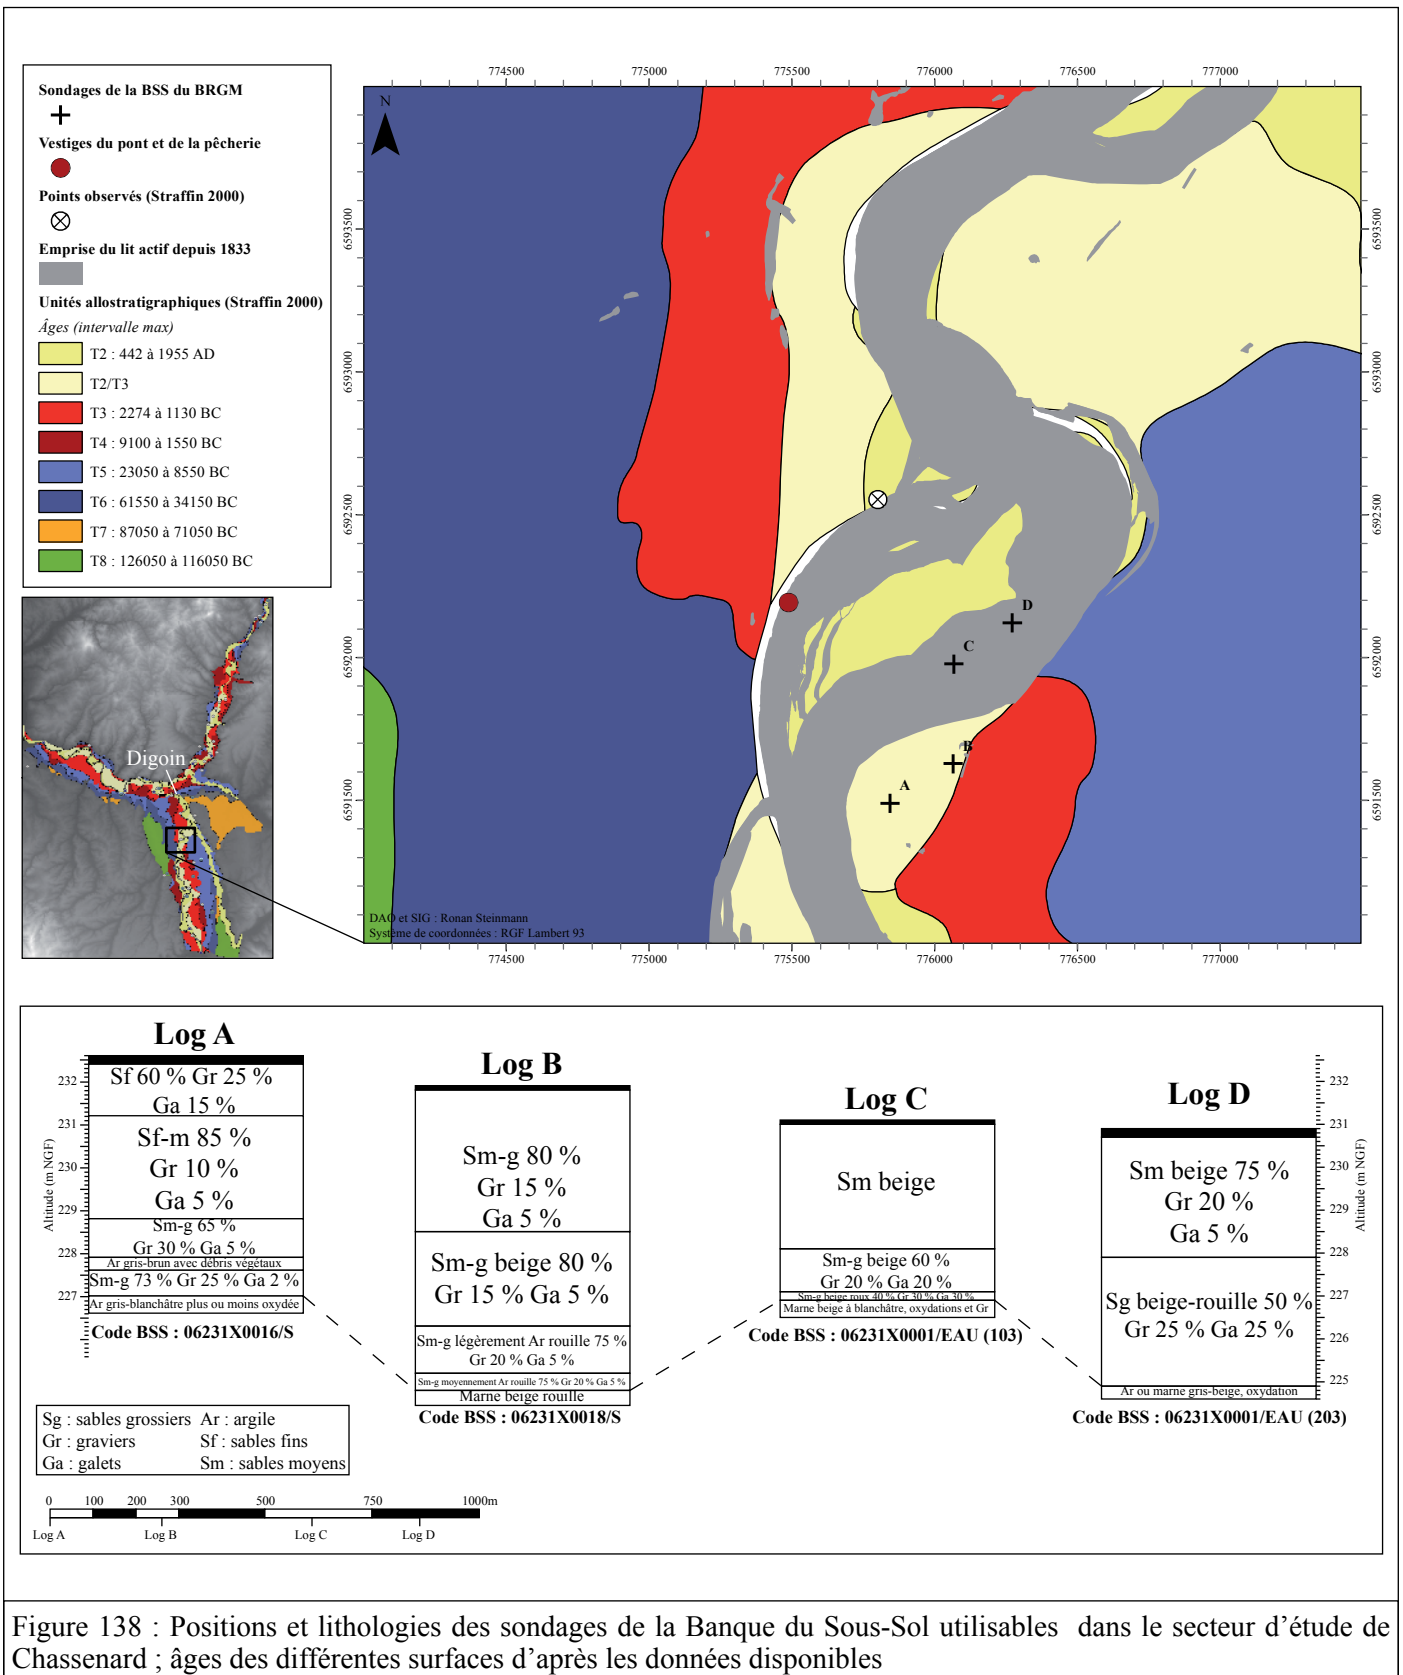 Sondages de la BSS du BRGM
Vestiges du pont et de la pêcherie
Points observés (Straffin 2000)
Emprise du lit actif depuis 1833
Unités allostratigraphiques (Straffin 2000)
Âges (intervalle max)
T2 : 442 à 1955 AD
T2/T3
T3 : 2274 à 1130 BC
T4 : 9100 à 1550 BC
T5 : 23050 à 8550 BC
T6 : 61550 à 34150 BC
T7 : 87050 à 71050 BC
T8 : 126050 à 116050 BC
Digoin
774500 775000 775500 776000 776500 777000
N
6593500 6593500
6593000 6593000
6592500 6592500
6592000 6592000
6591500 6591500
D
C
B
A
DAO et SIG : Ronan Steinmann
Système de coordonnées : RGF Lambert 93
774500 775000 775500 776000 776500 777000
Log A
232
231
230
229
228
227
Altitude (m NGF)
Sf 60 % Gr 25 %
Ga 15 %
Sf-m 85 %
Gr 10 %
Ga 5 %
Sm-g 65 %
Gr 30 % Ga 5 %
Ar gris-brun avec débris végétaux
Sm-g 73 % Gr 25 % Ga 2 %
Ar gris-blanchâtre plus ou moins oxydée
Code BSS : 06231X0016/S
Log B
Sm-g 80 %
Gr 15 %
Ga 5 %
Sm-g beige 80 %
Gr 15 % Ga 5 %
Sm-g légèrement Ar rouille 75 %
Gr 20 % Ga 5 %
Sm-g moyennement Ar rouille 75 % Gr 20 % Ga 5 %
Marne beige rouille
Code BSS : 06231X0018/S
Log C
Sm beige
Sm-g beige 60 %
Gr 20 % Ga 20 %
Sm-g beige roux 40 % Gr 30 % Ga 30 %
Marne beige à blanchâtre, oxydations et Gr
Code BSS : 06231X0001/EAU (103)
Log D
Sm beige 75 %
Gr 20 %
Ga 5 %
Sg beige-rouille 50 %
Gr 25 % Ga 25 %
Ar ou marne gris-beige, oxydation
Code BSS : 06231X0001/EAU (203)
232
231
230
229
228
227
226
225
Altitude (m NGF)
Sg : sables grossiers Ar : argile
Gr : graviers Sf : sables fins
Ga : galets Sm : sables moyens
0 100 200 300 500 750 1000m
Log A Log B Log C Log D
Figure 138 : Positions et lithologies des sondages de la Banque du Sous-Sol utilisables dans le secteur d'étude de
Chassenard ; âges des différentes surfaces d'après les données disponibles